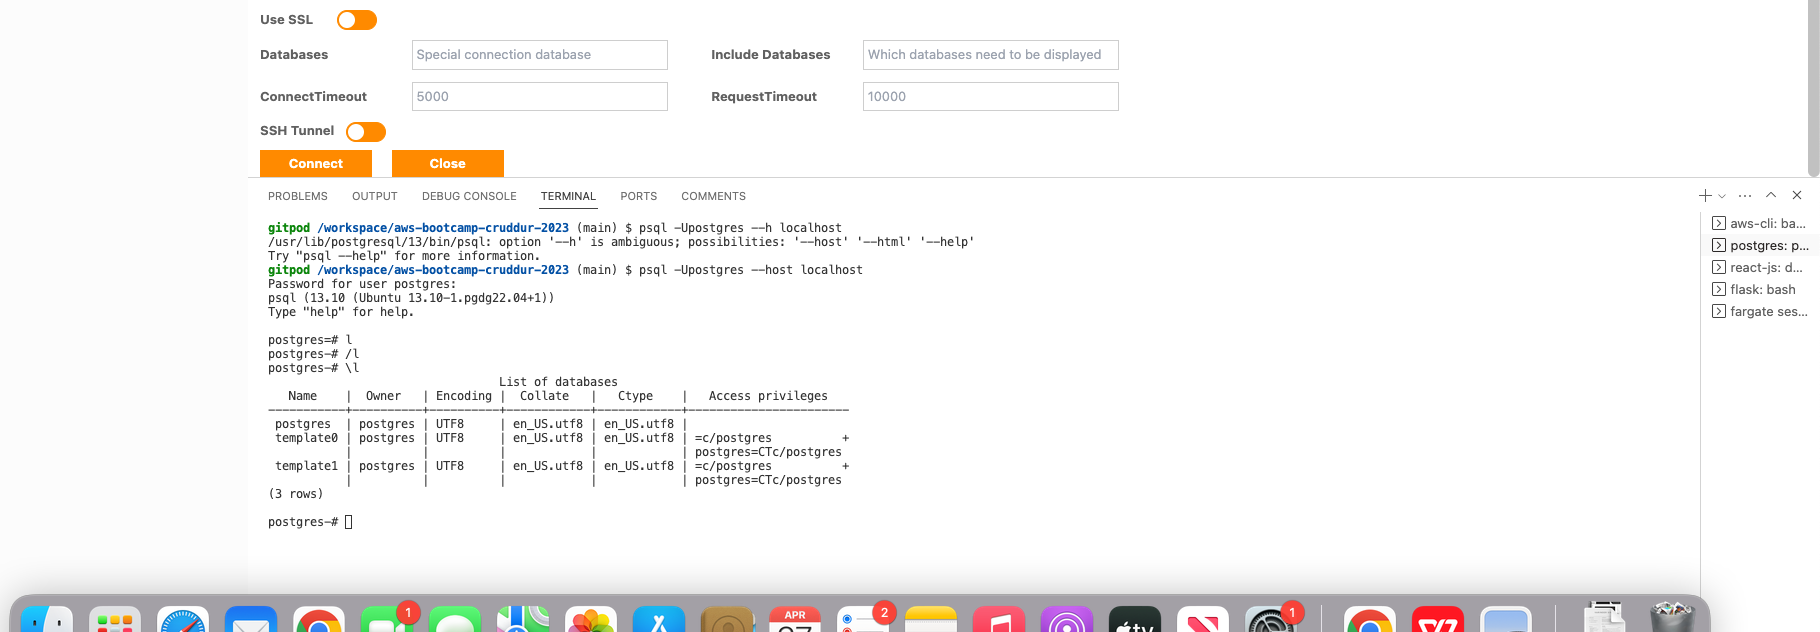 Use SSL
Databases Special connection database Include Databases Which databases need to be displayed
ConnectTimeout 5000 RequestTimeout 10000
SSH Tunnel
Connect Close
PROBLEMS OUTPUT DEBUG CONSOLE TERMINAL PORTS COMMENTS
gitpod /workspace/aws-bootcamp-cruddur-2023 (main) $ psql -Upostgres --h localhost
/usr/lib/postgresql/13/bin/psql: option '--h' is ambiguous; possibilities: '--host' '--html' '--help'
Try "psql --help" for more information.
gitpod /workspace/aws-bootcamp-cruddur-2023 (main) $ psql -Upostgres --host localhost
Password for user postgres:
psql (13.10 (Ubuntu 13.10-1.pgdg22.04+1))
Type "help" for help.
postgres=# l
postgres-# /l
postgres-# \l
List of databases
Name | Owner | Encoding | Collate | Ctype | Access privileges
-----------+----------+----------+------------+------------+-----------------------
postgres | postgres | UTF8 | en_US.utf8 | en_US.utf8 |
template0 | postgres | UTF8 | en_US.utf8 | en_US.utf8 | =c/postgres +
| | | | | postgres=CTc/postgres
template1 | postgres | UTF8 | en_US.utf8 | en_US.utf8 | =c/postgres +
| | | | | postgres=CTc/postgres
(3 rows)
postgres-#
aws-cli: ba...
postgres: p...
react-js: d...
flask: bash
fargate ses...
1
APR
2
tv
1